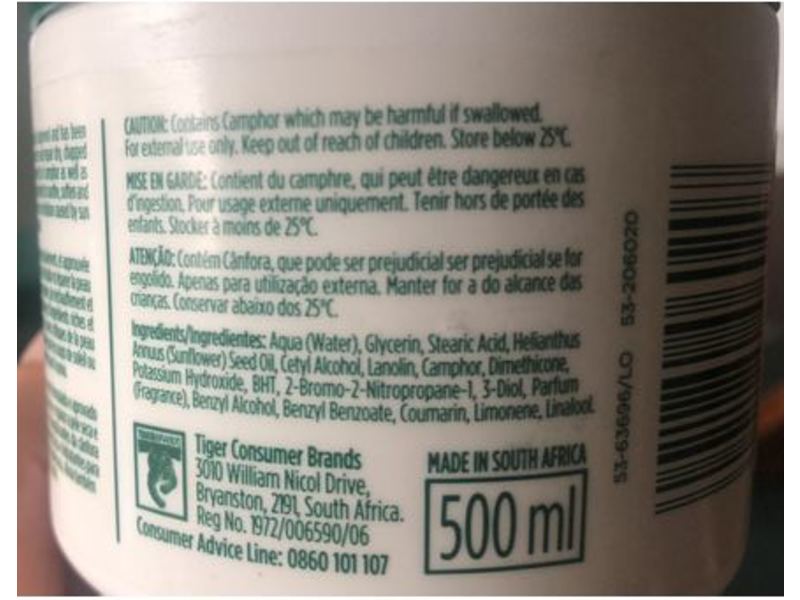 CAUTION: Contains Camphor which may be harmful if swallowed.
For external use only. Keep out of reach of children. Store below 25°C.
MISE EN GARDE: Contient du camphre, qui peut être dangereux en cas
d'ingestion. Pour usage externe uniquement. Tenir hors de portée des
enfants. Stocker à moins de 25°C.
ATENÇÃO: Contém Cânfora, que pode ser prejudicial ser prejudicial se for
engolido. Apenas para utilização externa. Manter for a do alcance das
crianças. Conservar abaixo dos 25°C.
Ingredients/Ingredientes: Aqua (Water), Glycerin, Stearic Acid, Helianthus
Annuus (Sunflower) Seed Oil, Cetyl Alcohol, Lanolin, Camphor, Dimethicone,
Potassium Hydroxide, BHT, 2-Bromo-2-Nitropropane-1, 3-Diol, Parfum
(Fragrance), Benzyl Alcohol, Benzyl Benzoate, Coumarin, Limonene, Linalool.
Tiger Consumer Brands
3010 William Nicol Drive,
Bryanston, 2191, South Africa.
Reg No. 1972/006590/06
Consumer Advice Line: 0860 101 107
MADE IN SOUTH AFRICA
500 ml
53-63696/LO 53-206020